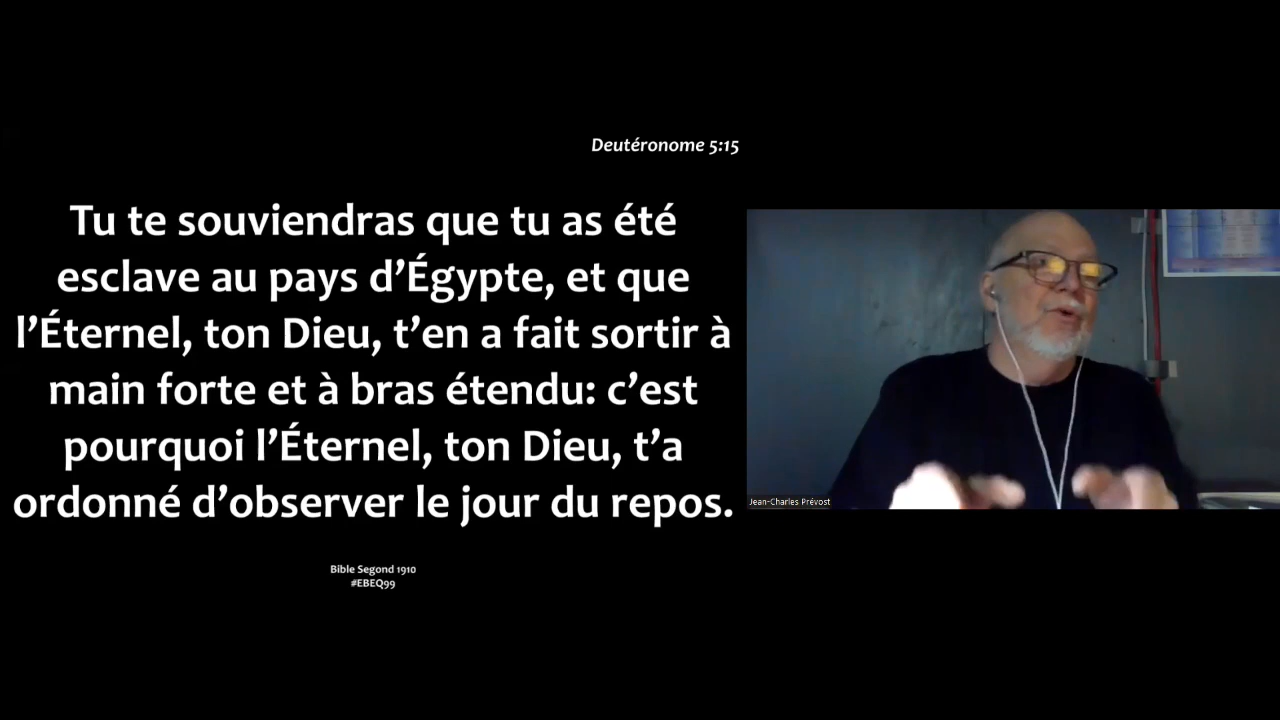 Deutéronome 5:15
Tu te souviendras que tu as été
esclave au pays d’Égypte, et que
l’Éternel, ton Dieu, t’en a fait sortir à
main forte et à bras étendu: c’est
pourquoi l’Éternel, ton Dieu, t’a
ordonné d’observer le jour du repos.
Bible Segond 1910
#EBEQ99
Jean-Charles Prévost